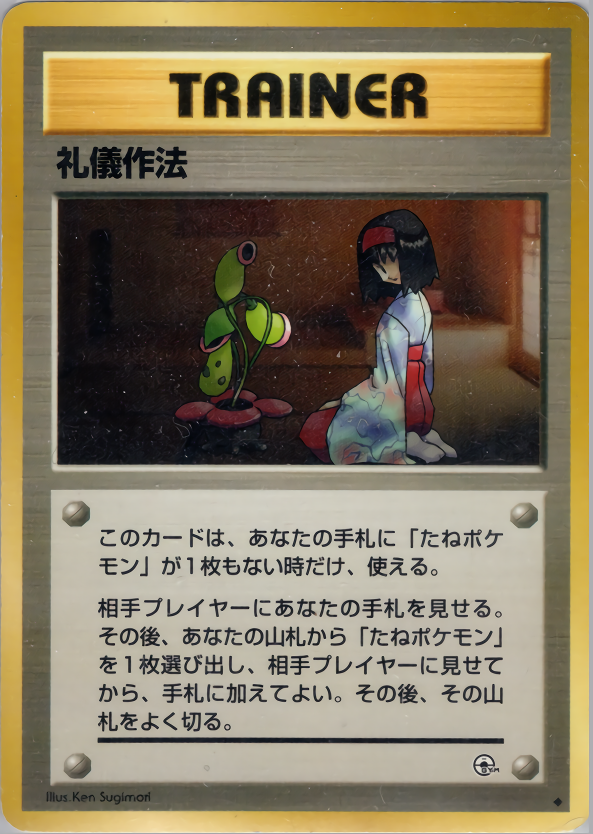 TRAINER
礼儀作法
このカードは、あなたの手札に「たねポケ
モン」が1枚もない時だけ、使える。
相手プレイヤーにあなたの手札を見せる。
その後、あなたの山札から「たねポケモン」
を1枚選び出し、相手プレイヤーに見せて
から、手札に加えてよい。その後、その山
札をよく切る。
GYM
Illus.Ken Sugimori